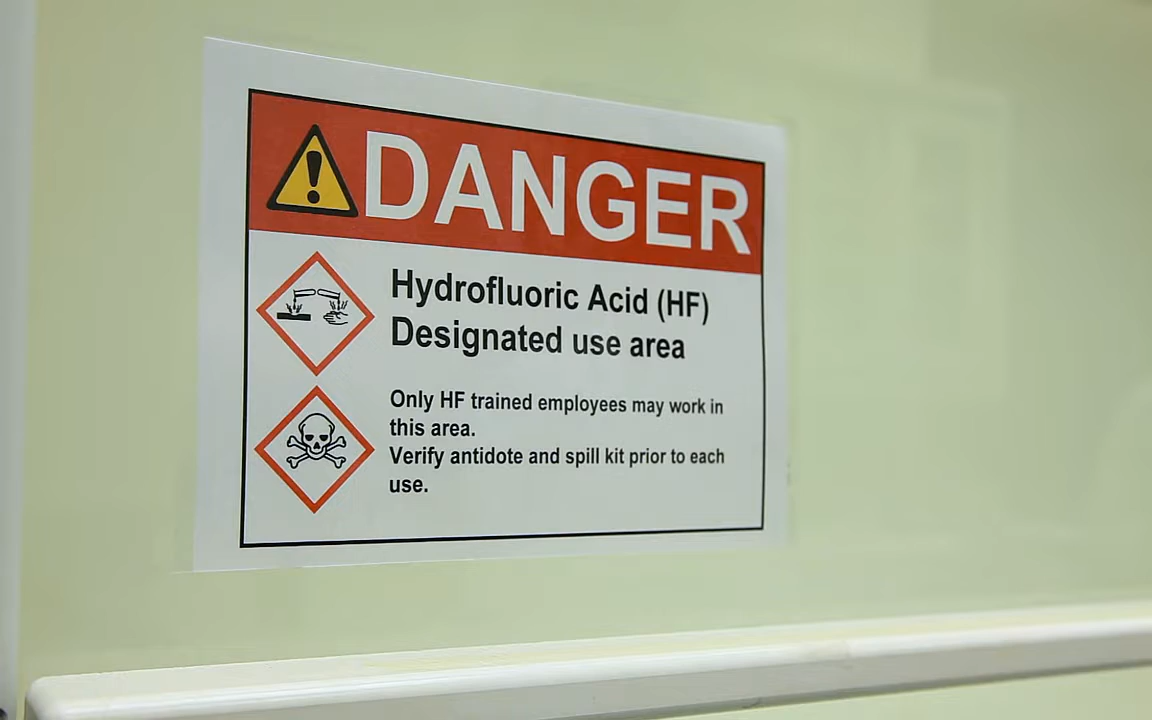 DANGER
Hydrofluoric Acid (HF)
Designated use area
Only HF trained employees may work in
this area.
Verify antidote and spill kit prior to each
use.